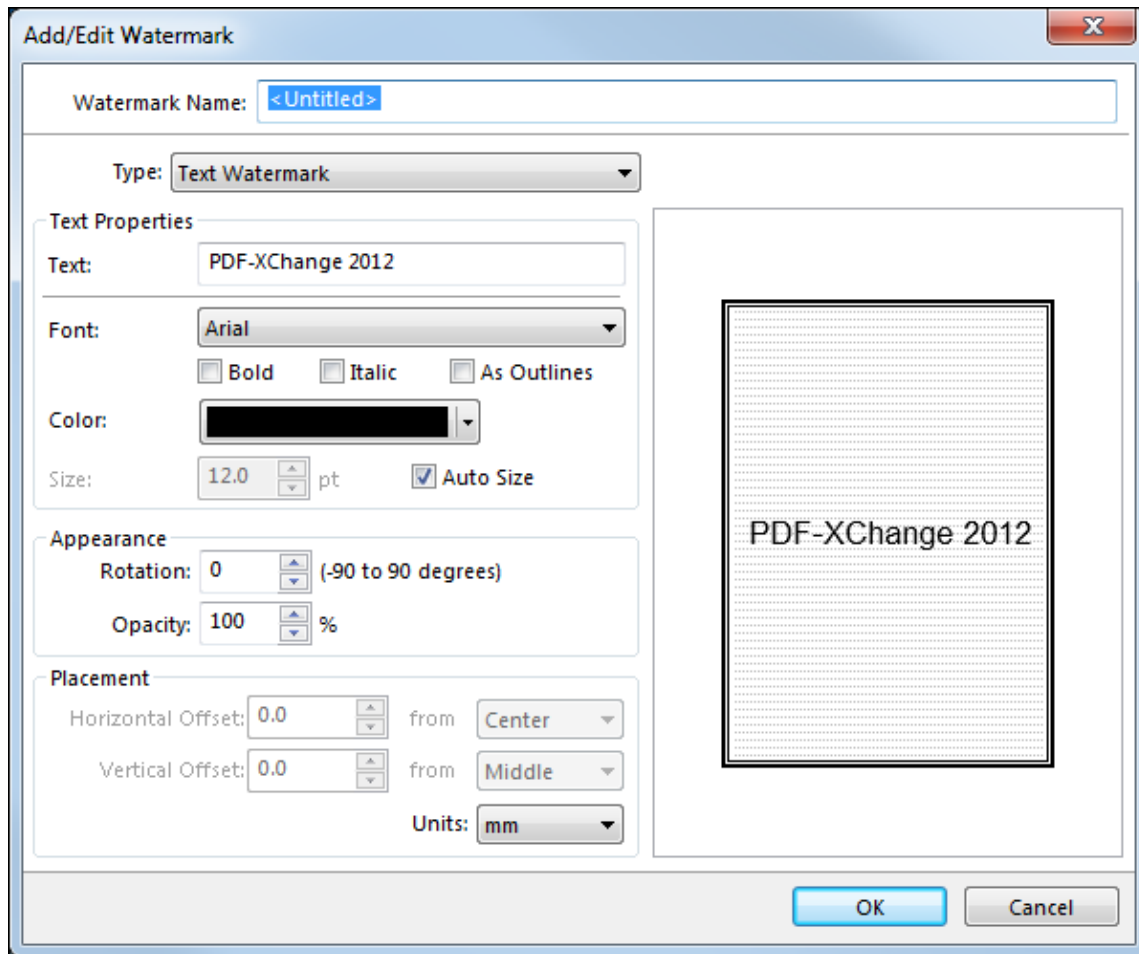 Add/Edit Watermark
Watermark Name: <Untitled>
Type: Text Watermark
Text Properties
Text: PDF-XChange 2012
Font: Arial
Bold Italic As Outlines
Color:
Size: 12.0 pt Auto Size
Appearance
Rotation: 0 (-90 to 90 degrees)
Opacity: 100 %
Placement
Horizontal Offset: 0.0 from Center
Vertical Offset: 0.0 from Middle
Units: mm
PDF-XChange 2012
OK Cancel